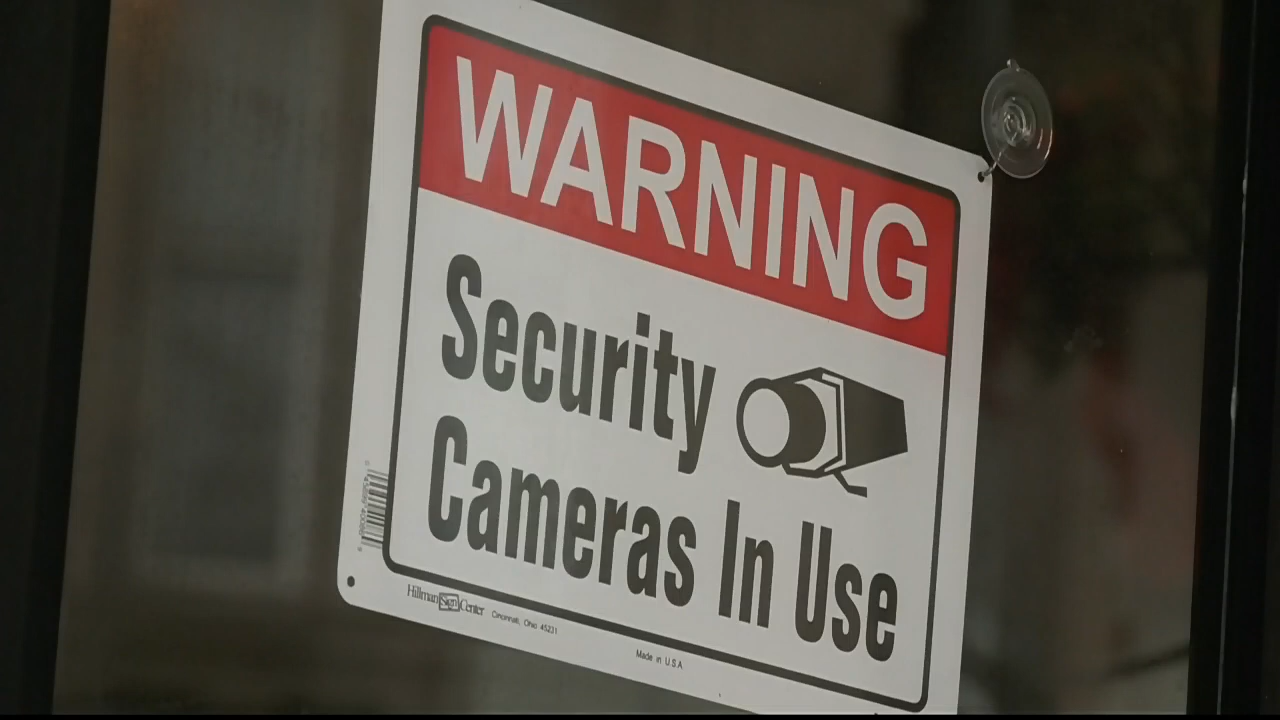 WARNING
Security
Cameras In Use
Hillman Sign Center Cincinnati, Ohio 45231
Made in U.S.A